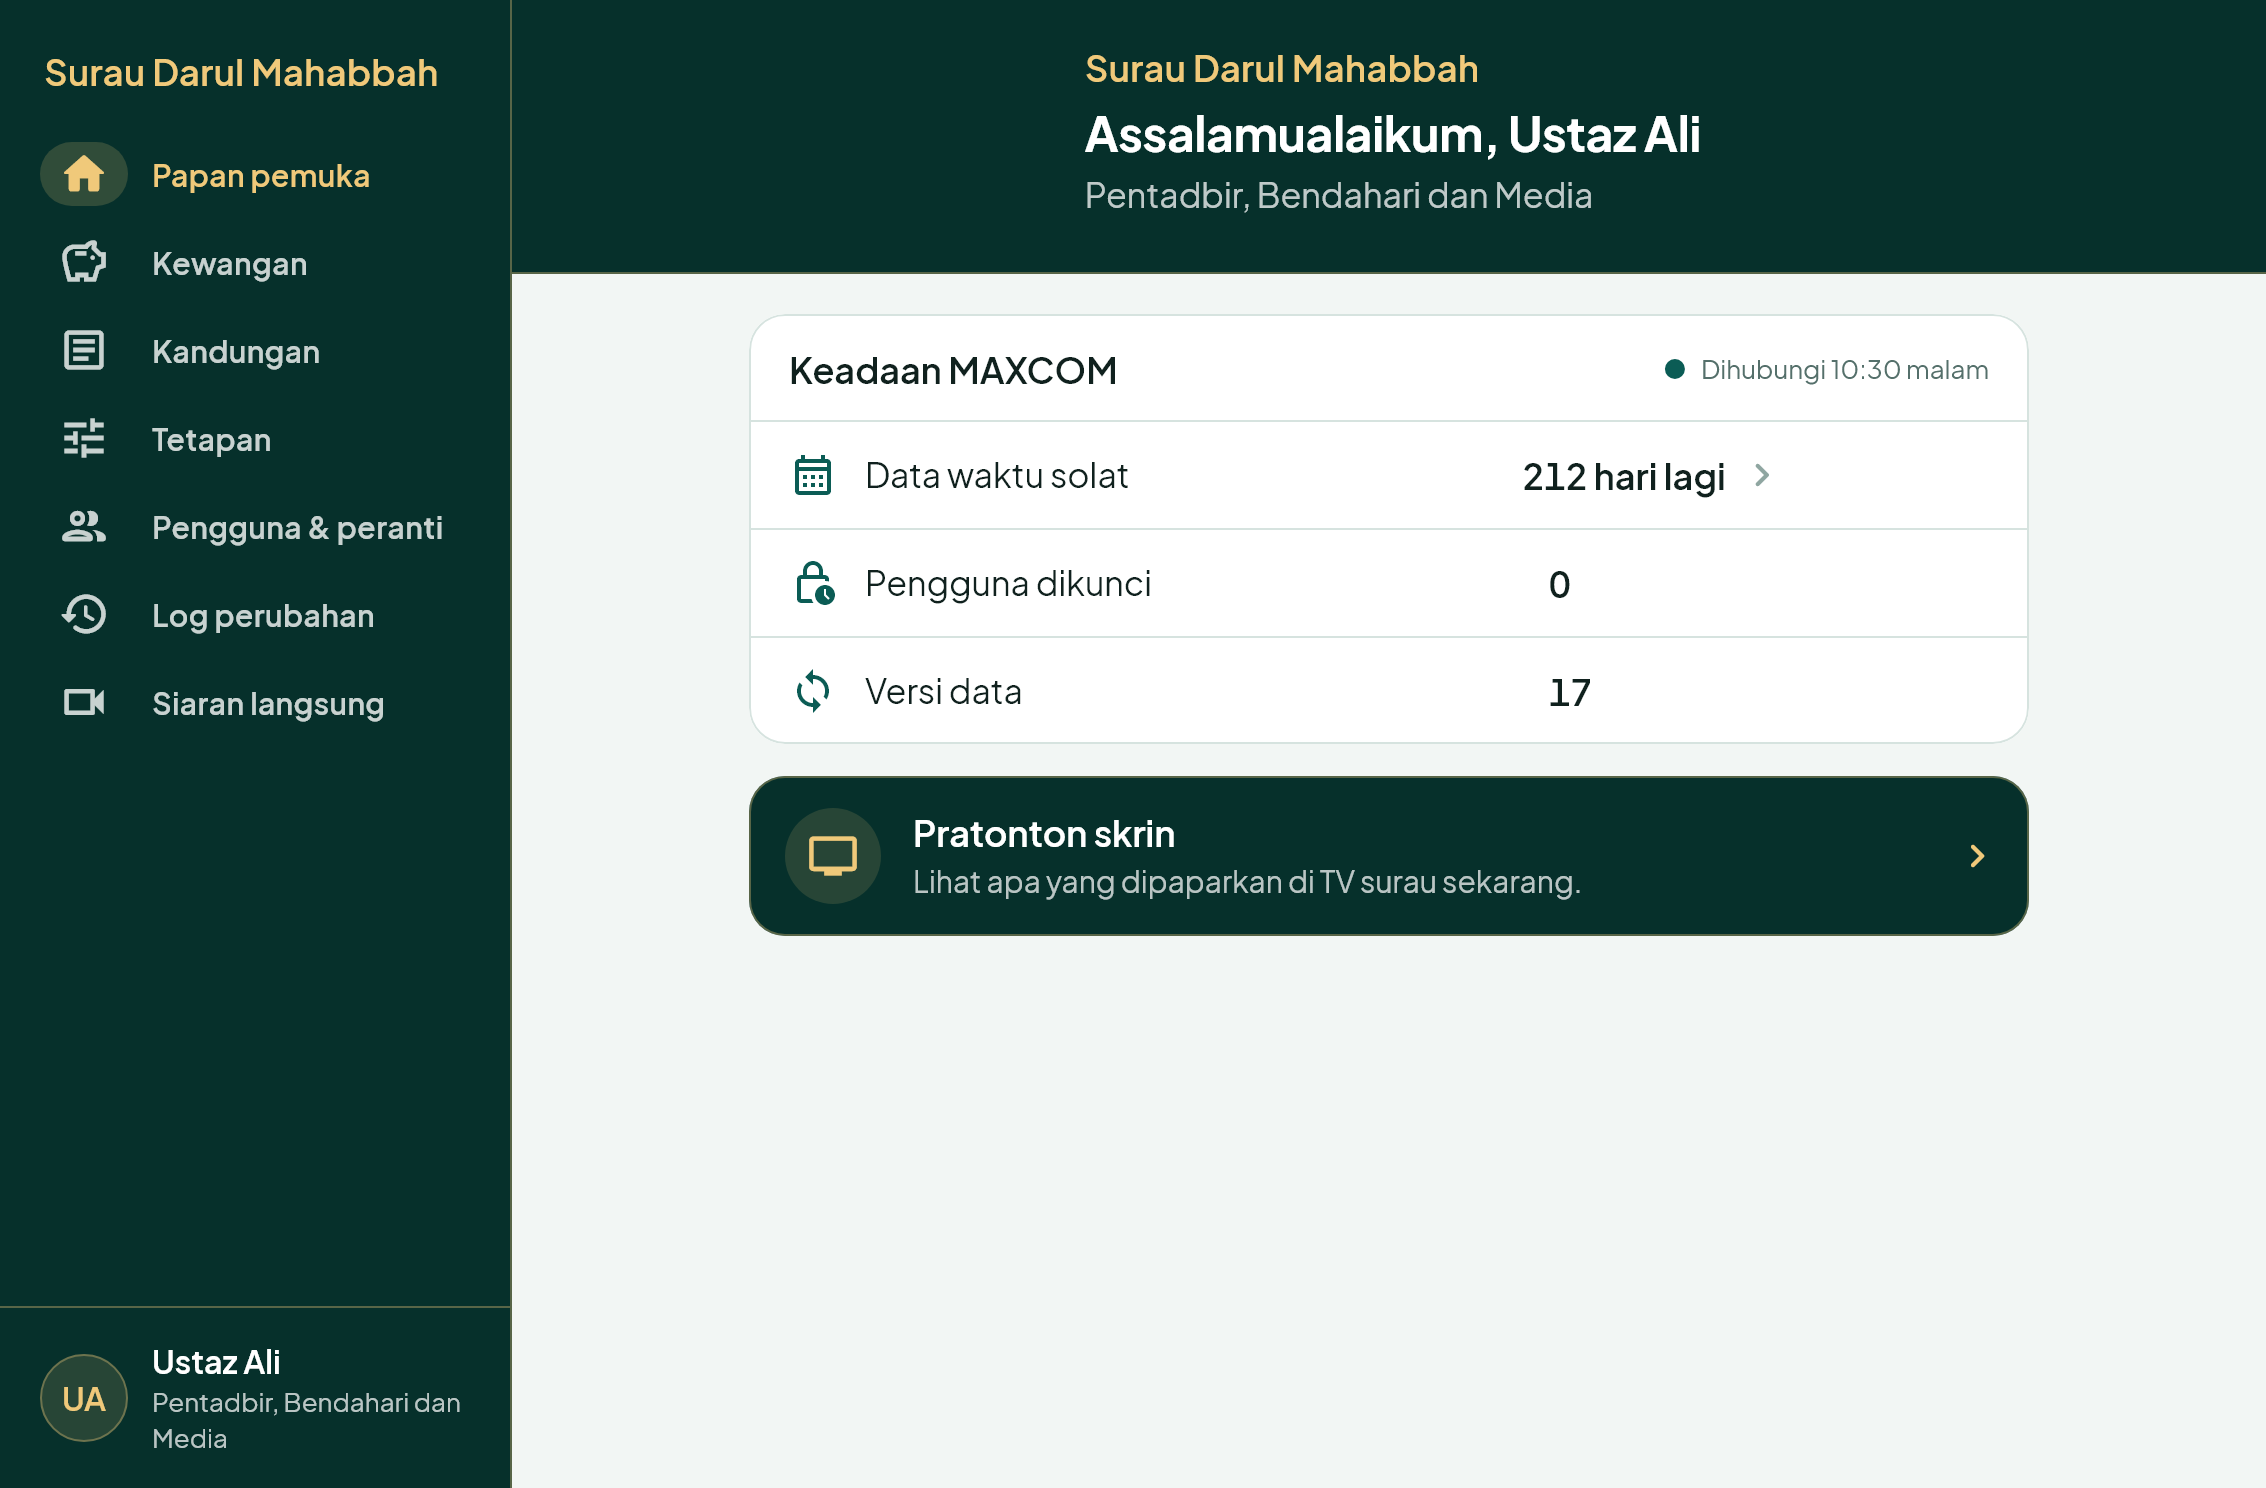 Surau Darul Mahabbah
Papan pemuka
Kewangan
Kandungan
Tetapan
Pengguna & peranti
Log perubahan
Siaran langsung
UA
Ustaz Ali
Pentadbir, Bendahari dan
Media
Surau Darul Mahabbah
Assalamualaikum, Ustaz Ali
Pentadbir, Bendahari dan Media
Keadaan MAXCOM
Dihubungi 10:30 malam
Data waktu solat
212 hari lagi
Pengguna dikunci
0
Versi data
17
Pratonton skrin
Lihat apa yang dipaparkan di TV surau sekarang.